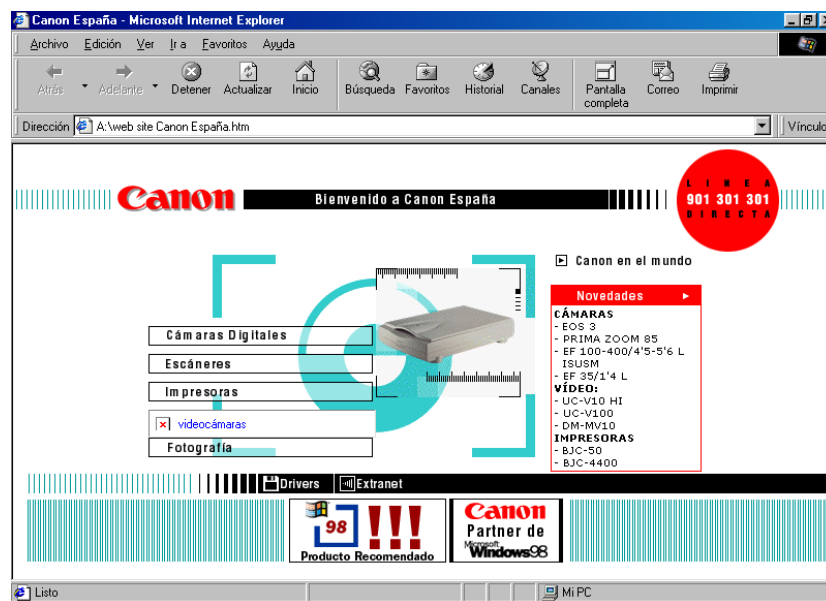 Canon España - Microsoft Internet Explorer
Archivo Edición Ver Ir a Favoritos Ayuda
Atrás Adelante Detener Actualizar Inicio Búsqueda Favoritos Historial Canales Pantalla completa Correo Imprimir
Dirección A:\web site Canon España.htm Vínculo
Canon Bienvenido a Canon España
LINEA
901 301 301
DIRECTA
Canon en el mundo
Cámaras Digitales
Escáneres
Impresoras
videocámaras
Fotografía
Novedades
CÁMARAS
- EOS 3
- PRIMA ZOOM 85
- EF 100-400/4'5-5'6 L
ISUSM
- EF 35/1'4 L
VÍDEO:
- UC-V10 HI
- UC-V100
- DM-MV10
IMPRESORAS
- BJC-50
- BJC-4400
Drivers Extranet
98 !!!
Producto Recomendado
Canon
Partner de
Microsoft
Windows98
Listo Mi PC